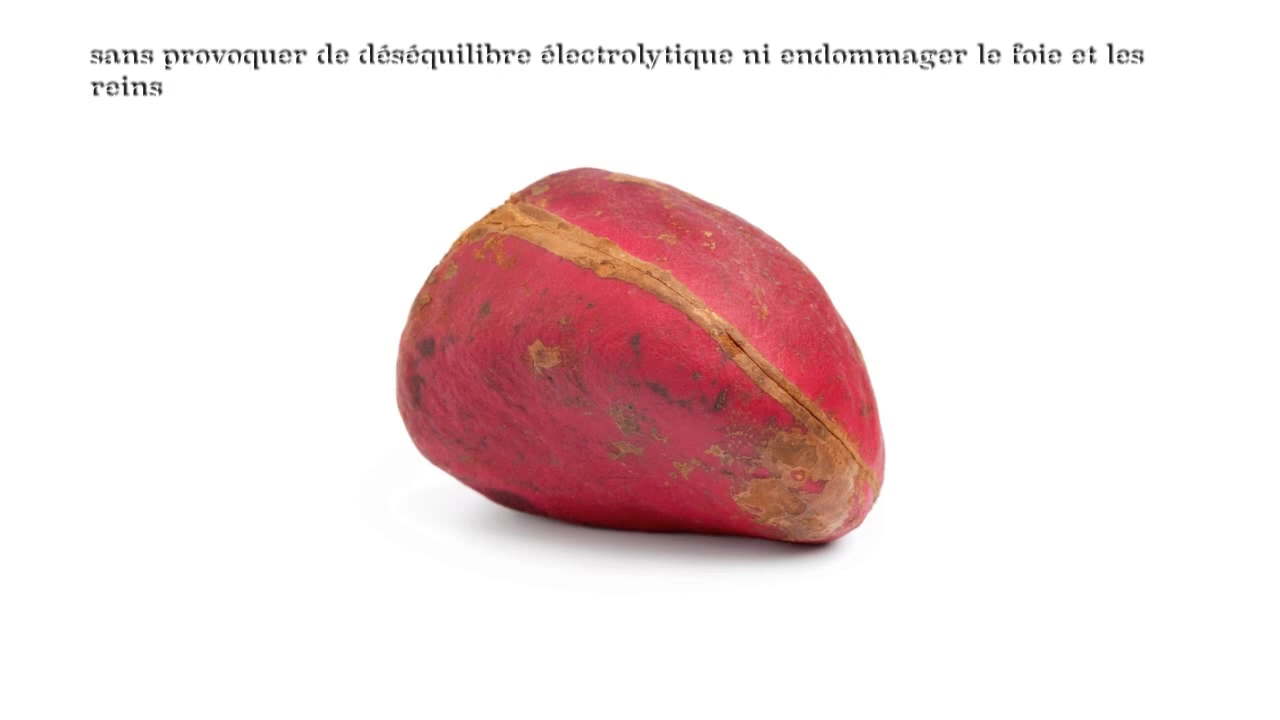 sans provoquer de déséquilibre électrolytique ni endommager le foie et les
reins